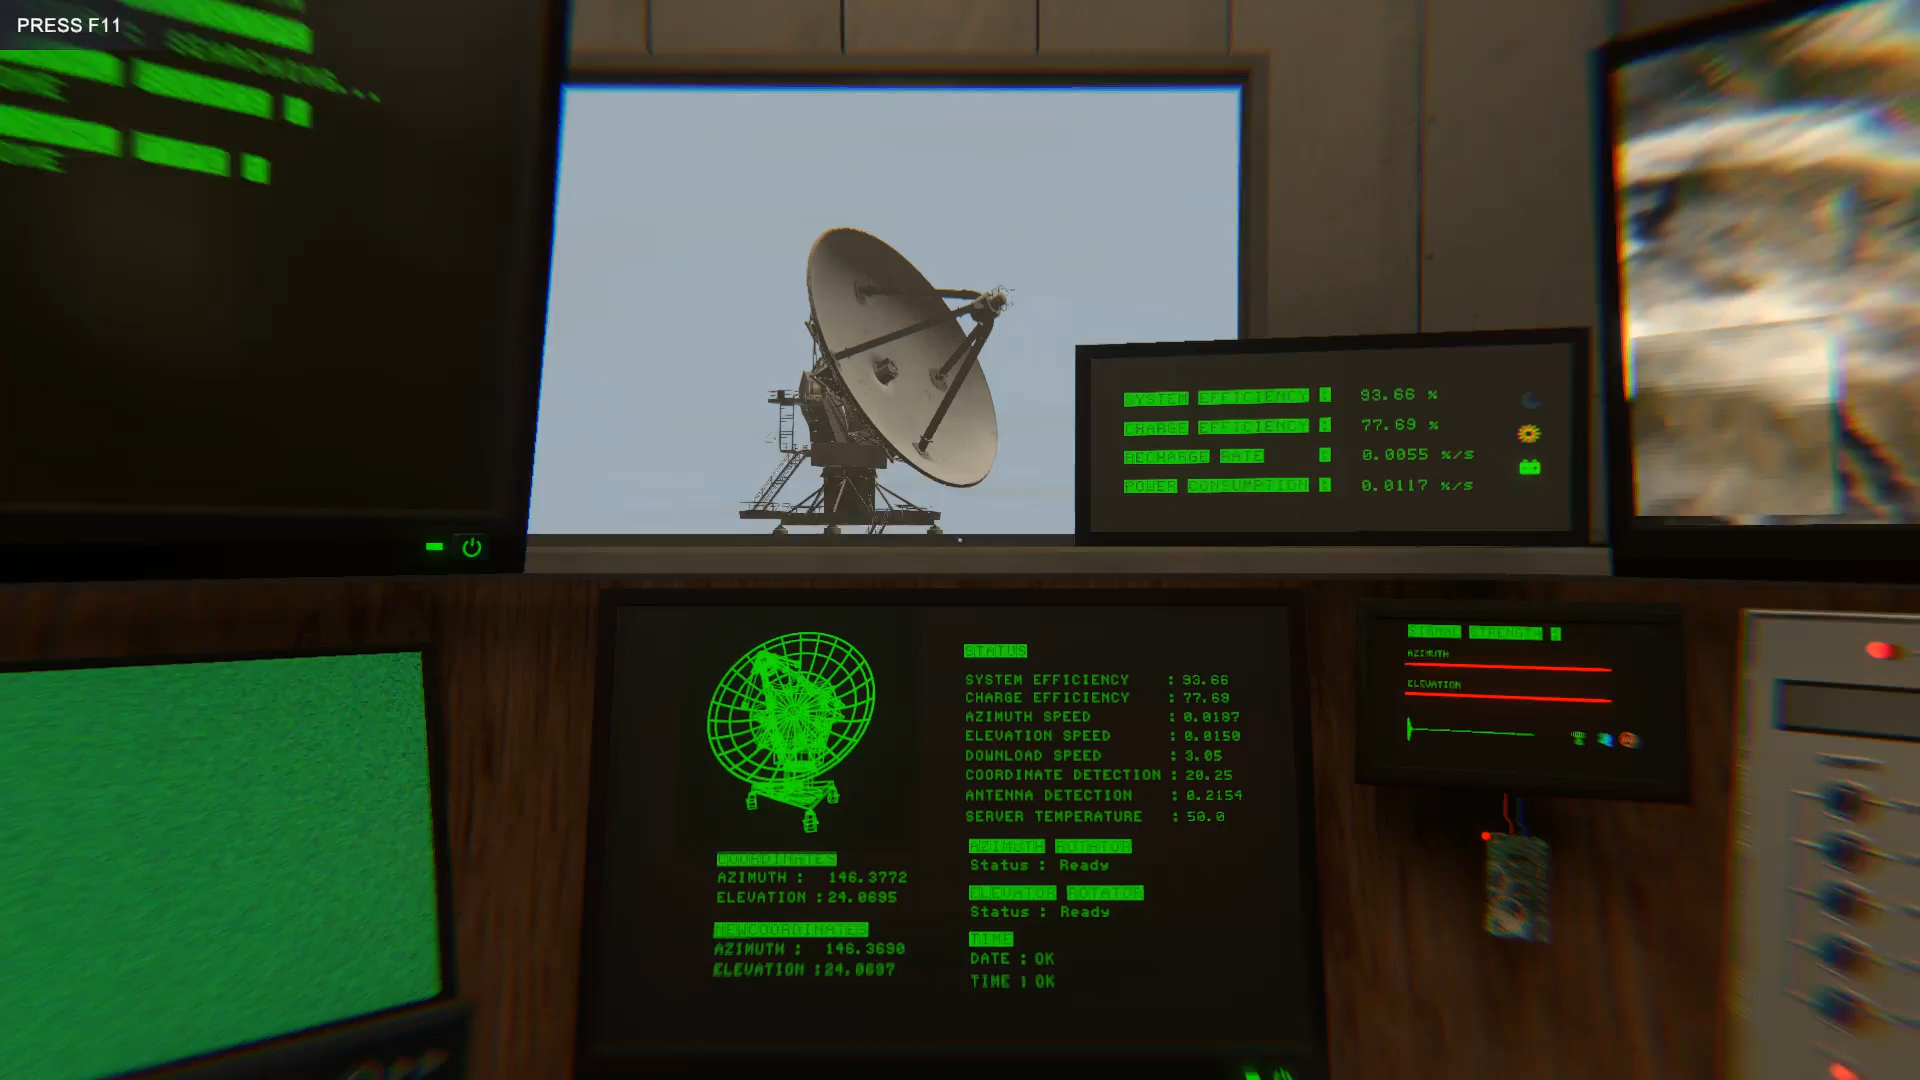 PRESS F11
SYSTEM EFFICIENCY : 93.66 %
CHARGE EFFICIENCY : 77.69 %
RECHARGE RATE : 0.0055 %/S
POWER CONSUMPTION : 0.0117 %/S
STATUS
SYSTEM EFFICIENCY : 93.66
CHARGE EFFICIENCY : 77.69
AZIMUTH SPEED : 0.0187
ELEVATION SPEED : 0.0150
DOWNLOAD SPEED : 3.05
COORDINATE DETECTION : 20.25
ANTENNA DETECTION : 0.2154
SERVER TEMPERATURE : 50.0
AZIMUTH ROTATOR
Status : Ready
ELEVATOR ROTATOR
Status : Ready
TIME
DATE : OK
TIME : OK
COORDINATES
AZIMUTH : 146.3772
ELEVATION : 24.0695
NEWCOORDINATES
AZIMUTH : 146.3690
ELEVATION : 24.0697
SIGNAL STRENGTH :
AZIMUTH
ELEVATION